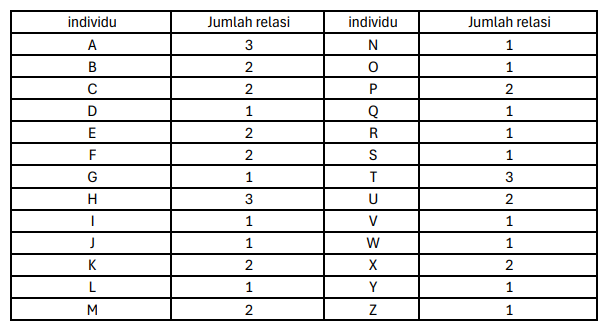 individu Jumlah relasi individu Jumlah relasi
A 3 N 1
B 2 O 1
C 2 P 2
D 1 Q 1
E 2 R 1
F 2 S 1
G 1 T 3
H 3 U 2
I 1 V 1
J 1 W 1
K 2 X 2
L 1 Y 1
M 2 Z 1